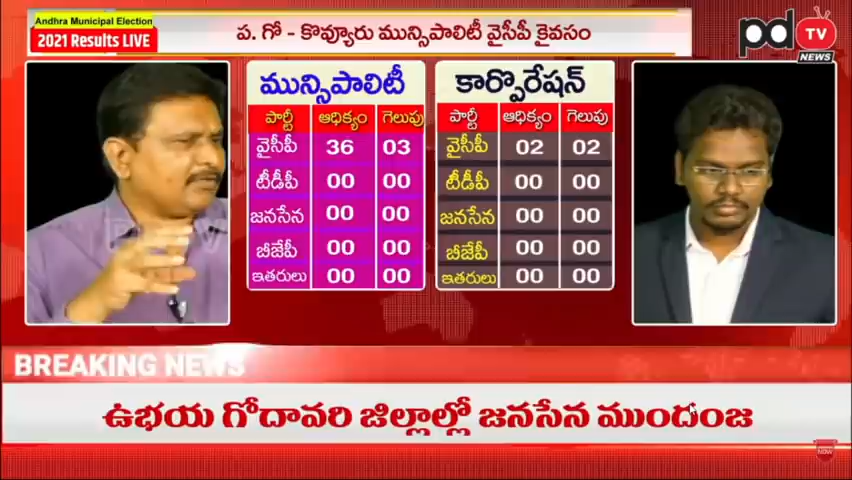 Andhra Municipal Election
2021 Results LIVE
ప. గో - కొవ్యూరు మున్సిపాలిటీ వైసీపీ కైవసం
pd TV
NEWS
మున్సిపాలిటీ
పార్టీ ఆధిక్యం గెలుపు
వైసీపీ 36 03
టీడీపీ 00 00
జనసేన 00 00
బీజేపీ 00 00
ఇతరులు 00 00
కార్పొరేషన్
పార్టీ ఆధిక్యం గెలుపు
వైసీపీ 02 02
టీడీపీ 00 00
జనసేన 00 00
బీజేపీ 00 00
ఇతరులు 00 00
BREAKING NEWS
ఉభయ గోదావరి జిల్లాల్లో జనసేన ముందంజ
NOW